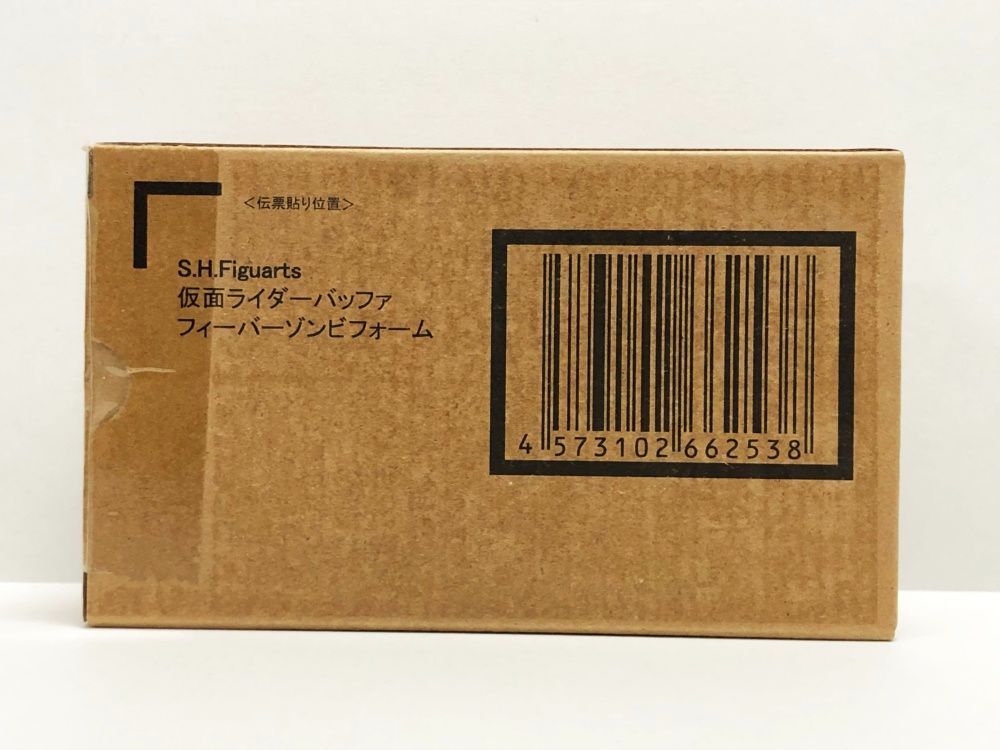 <伝票貼り位置>
S.H.Figuarts
仮面ライダーバッファ
フィーバーゾンビフォーム
4 573102 662538